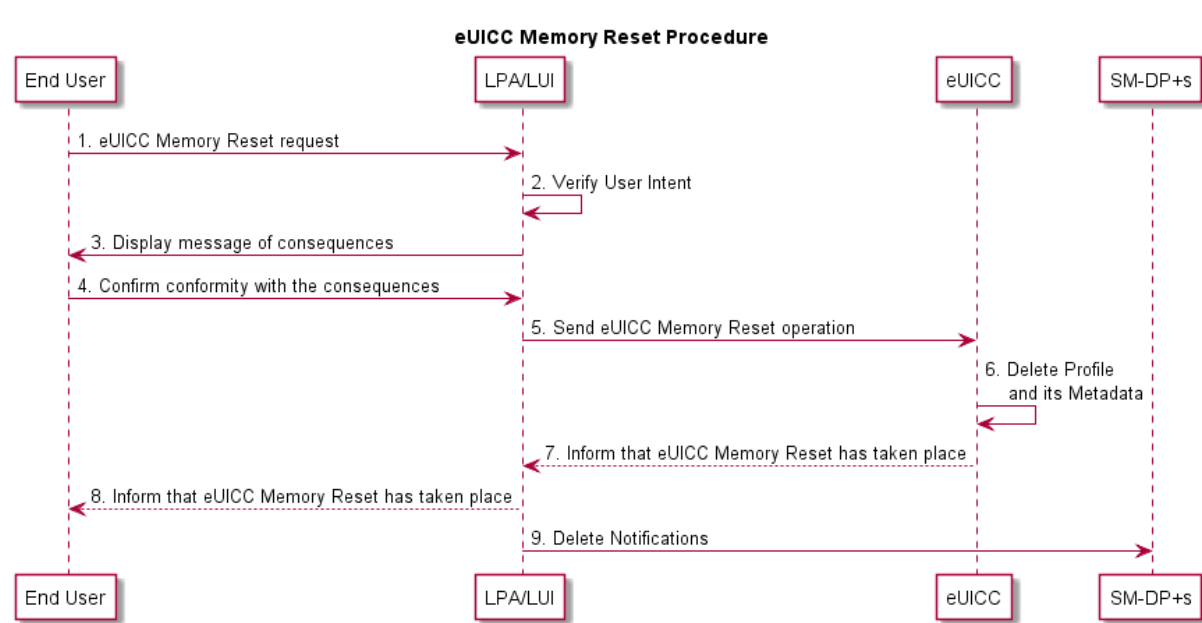 eUICC Memory Reset Procedure
End User
LPA/LUI
eUICC
SM-DP+s
1. eUICC Memory Reset request
2. Verify User Intent
3. Display message of consequences
4. Confirm conformity with the consequences
5. Send eUICC Memory Reset operation
6. Delete Profile
and its Metadata
7. Inform that eUICC Memory Reset has taken place
8. Inform that eUICC Memory Reset has taken place
9. Delete Notifications
End User
LPA/LUI
eUICC
SM-DP+s